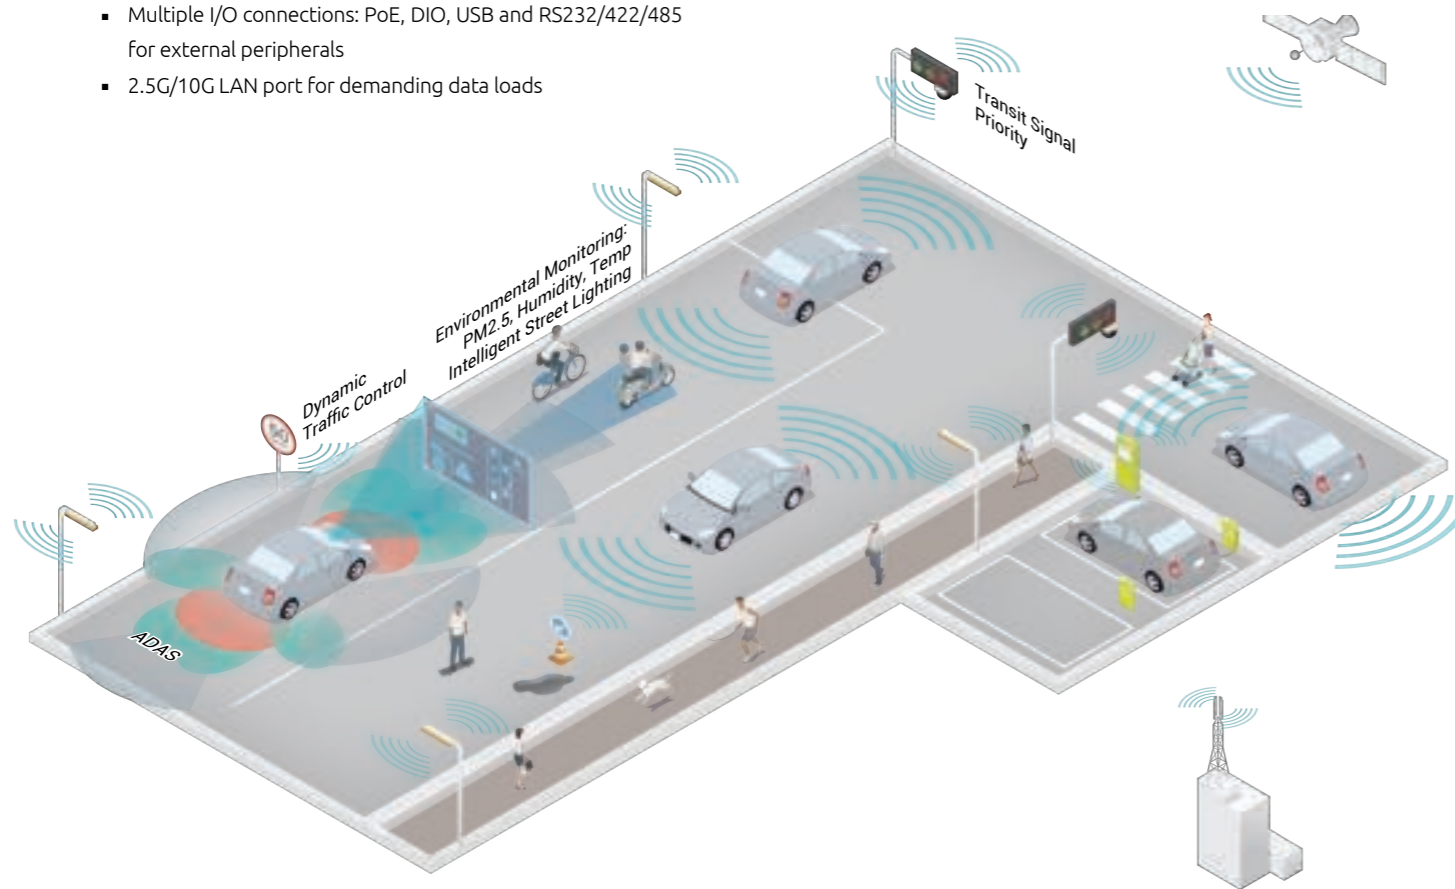 ▪ Multiple I/O connections: PoE, DIO, USB and RS232/422/485
for external peripherals
▪ 2.5G/10G LAN port for demanding data loads
Transit Signal
Priority
Environmental Monitoring:
PM2.5, Humidity, Temp
Intelligent Street Lighting
Dynamic
Traffic Control
ADAS